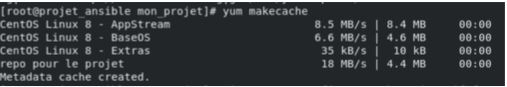 [root@projet_ansible mon_projet]# yum makecache
CentOS Linux 8 - AppStream 8.5 MB/s | 8.4 MB 00:00
CentOS Linux 8 - BaseOS 6.6 MB/s | 4.6 MB 00:00
CentOS Linux 8 - Extras 35 kB/s | 10 kB 00:00
repo pour le projet 18 MB/s | 4.4 MB 00:00
Metadata cache created.